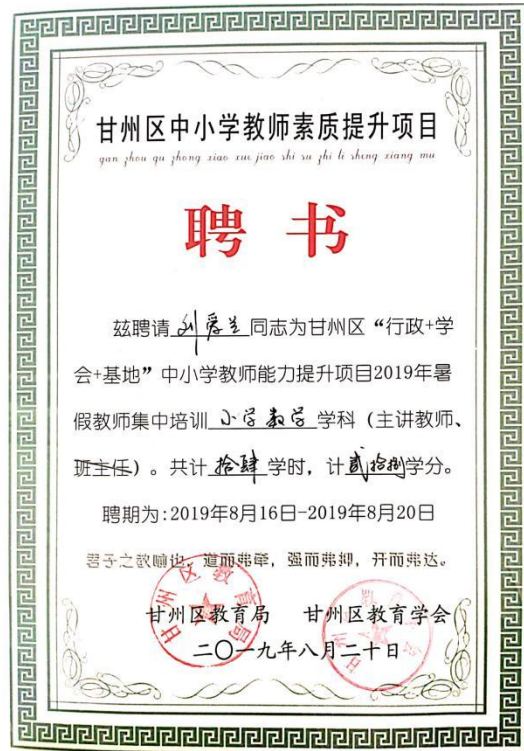 甘州区中小学教师素质提升项目
gan zhou qu zhong xiao xue jiao shi su zhi ti sheng xiang mu
聘 书
兹聘请 刘爱兰 同志为甘州区“行政+学
会+基地”中小学教师能力提升项目2019年暑
假教师集中培训 小学数学 学科（主讲教师、
班主任）。共计 拾肆 学时，计 贰拾捌 学分。
聘期为:2019年8月16日-2019年8月20日
君子之教喻也，道而弗牵，强而弗抑，开而弗达。
甘州区教育局 甘州区教育学会
二〇一九年八月二十日
甘州区教育局